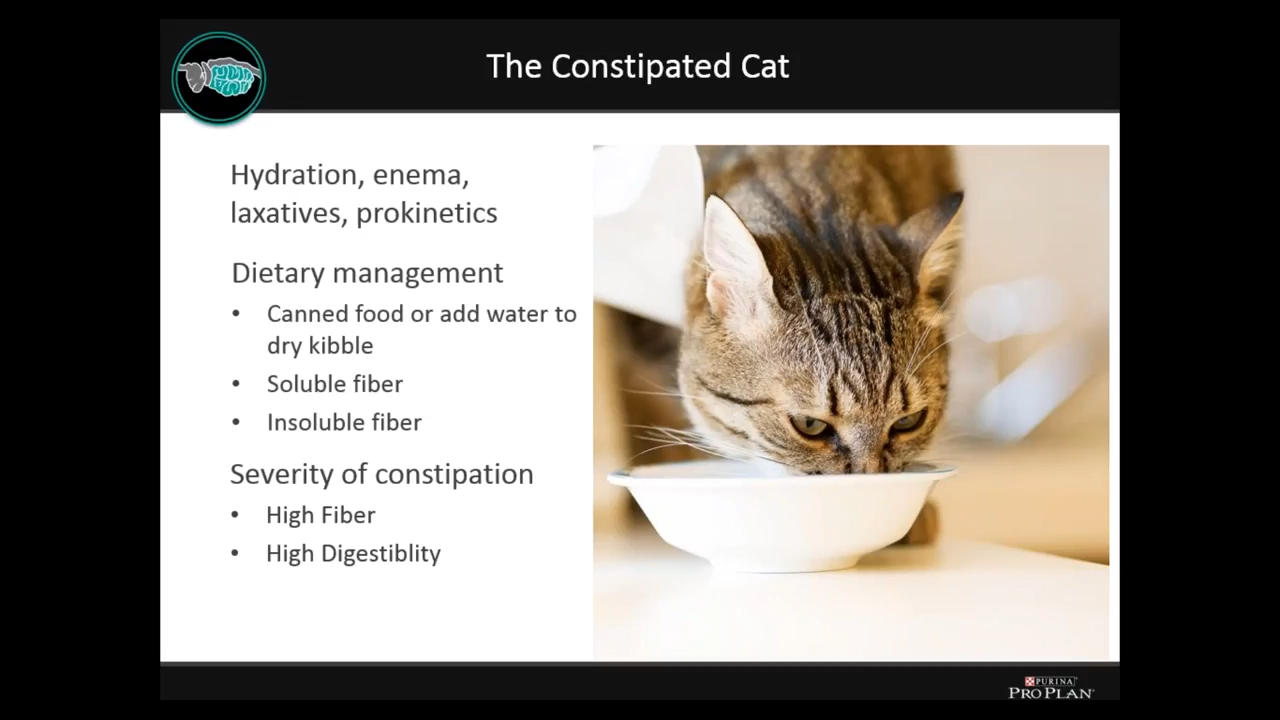 The Constipated Cat
Hydration, enema,
laxatives, prokinetics
Dietary management
• Canned food or add water to
dry kibble
• Soluble fiber
• Insoluble fiber
Severity of constipation
• High Fiber
• High Digestiblity
PURINA
PRO PLAN